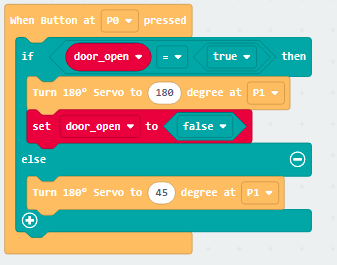 When Button at P0 pressed
if door_open = true then
Turn 180° Servo to 180 degree at P1
set door_open to false
else
Turn 180° Servo to 45 degree at P1